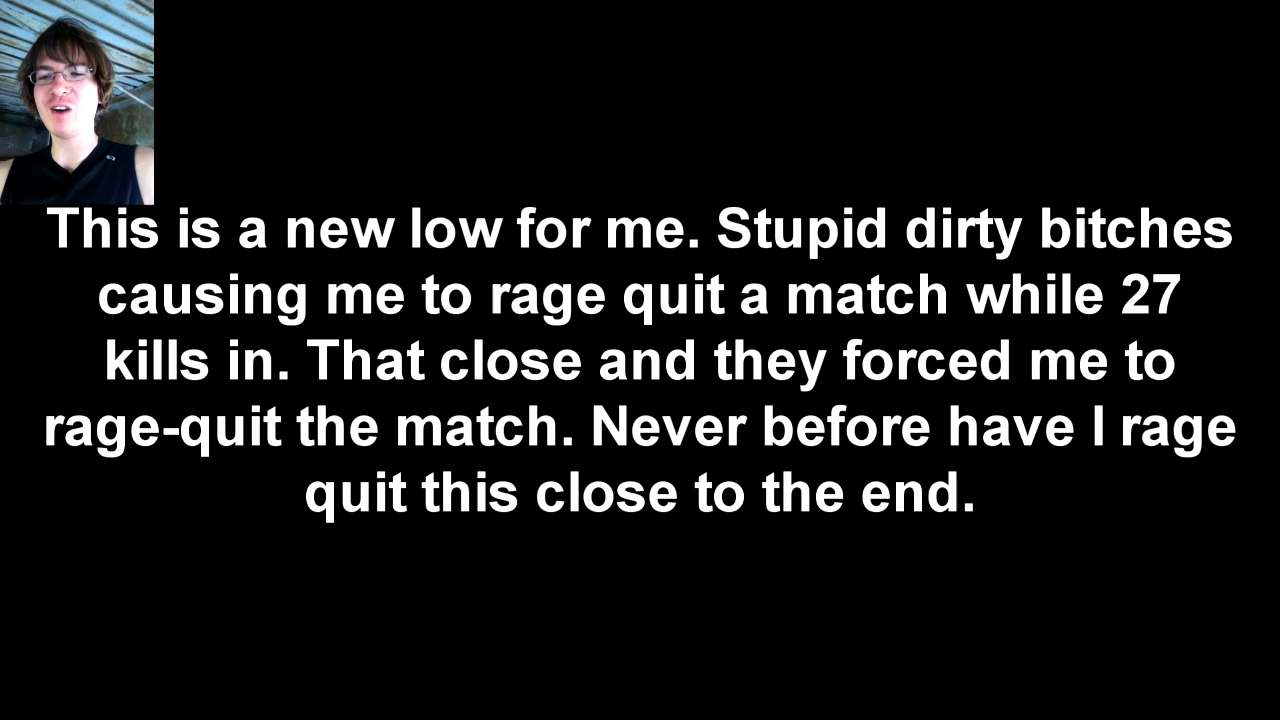 This is a new low for me. Stupid dirty bitches
causing me to rage quit a match while 27
kills in. That close and they forced me to
rage-quit the match. Never before have I rage
quit this close to the end.